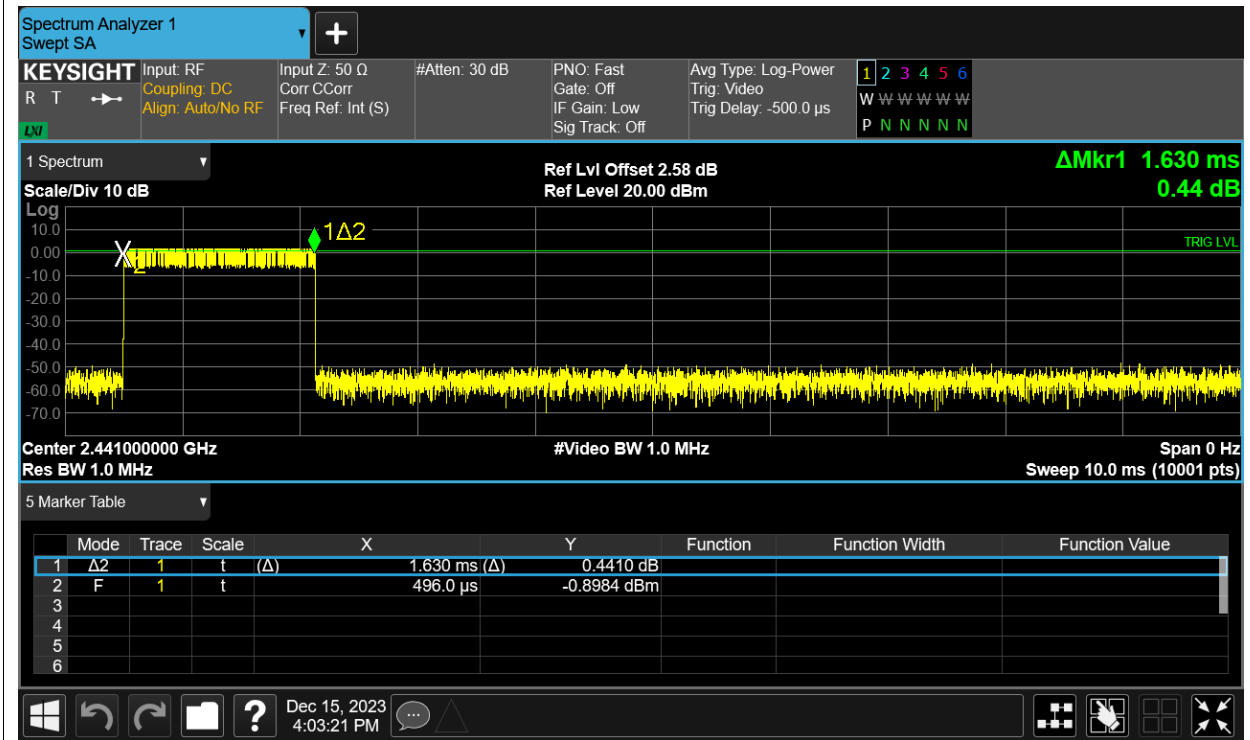 Spectrum Analyzer 1
Swept SA
KEYSIGHT
R T
LXI
Input: RF
Coupling: DC
Align: Auto/No RF
Input Z: 50 Ω
Corr CCorr
Freq Ref: Int (S)
#Atten: 30 dB
PNO: Fast
Gate: Off
IF Gain: Low
Sig Track: Off
Avg Type: Log-Power
Trig: Video
Trig Delay: -500.0 µs
1 2 3 4 5 6
W W W W W W
P N N N N N
1 Spectrum
Scale/Div 10 dB
Ref Lvl Offset 2.58 dB
Ref Level 20.00 dBm
ΔMkr1 1.630 ms
0.44 dB
Log
10.0
0.00
-10.0
-20.0
-30.0
-40.0
-50.0
-60.0
-70.0
X
2
1Δ2
TRIG LVL
Center 2.441000000 GHz
#Video BW 1.0 MHz
Span 0 Hz
Res BW 1.0 MHz
Sweep 10.0 ms (10001 pts)
5 Marker Table
Mode Trace Scale X Y Function Function Width Function Value
1 Δ2 1 t (Δ) 1.630 ms (Δ) 0.4410 dB
2 F 1 t 496.0 µs -0.8984 dBm
3
4
5
6
?
Dec 15, 2023
4:03:21 PM